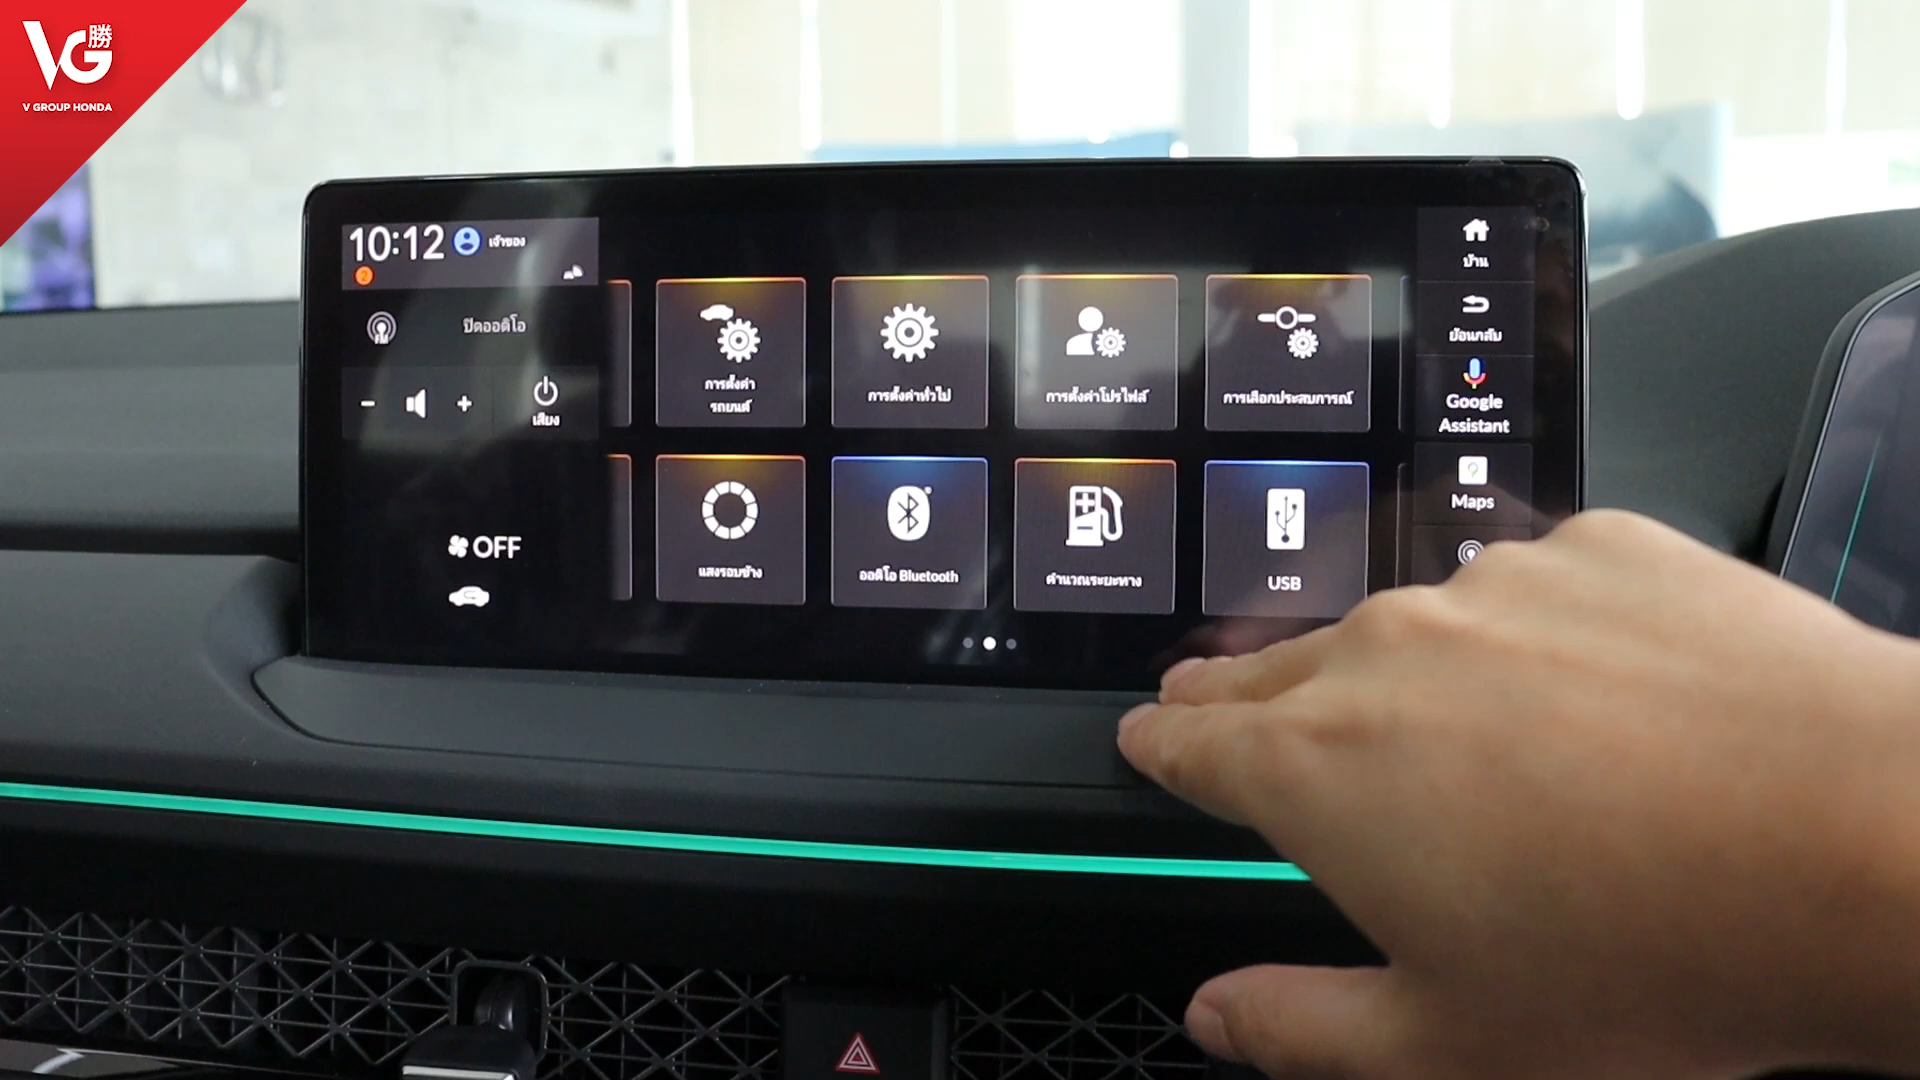 VG勝
V GROUP HONDA
10:12
เจ้าของ
FM
ปิดออดิโอ
- +
เสียง
OFF
การตั้งค่า
รถยนต์
การตั้งค่าทั่วไป
การตั้งค่าโปรไฟล์
การเลือกประสบการณ์
แสงรอบข้าง
ออดิโอ Bluetooth
คำนวณระยะทาง
USB
บ้าน
ย้อนกลับ
Google
Assistant
Maps